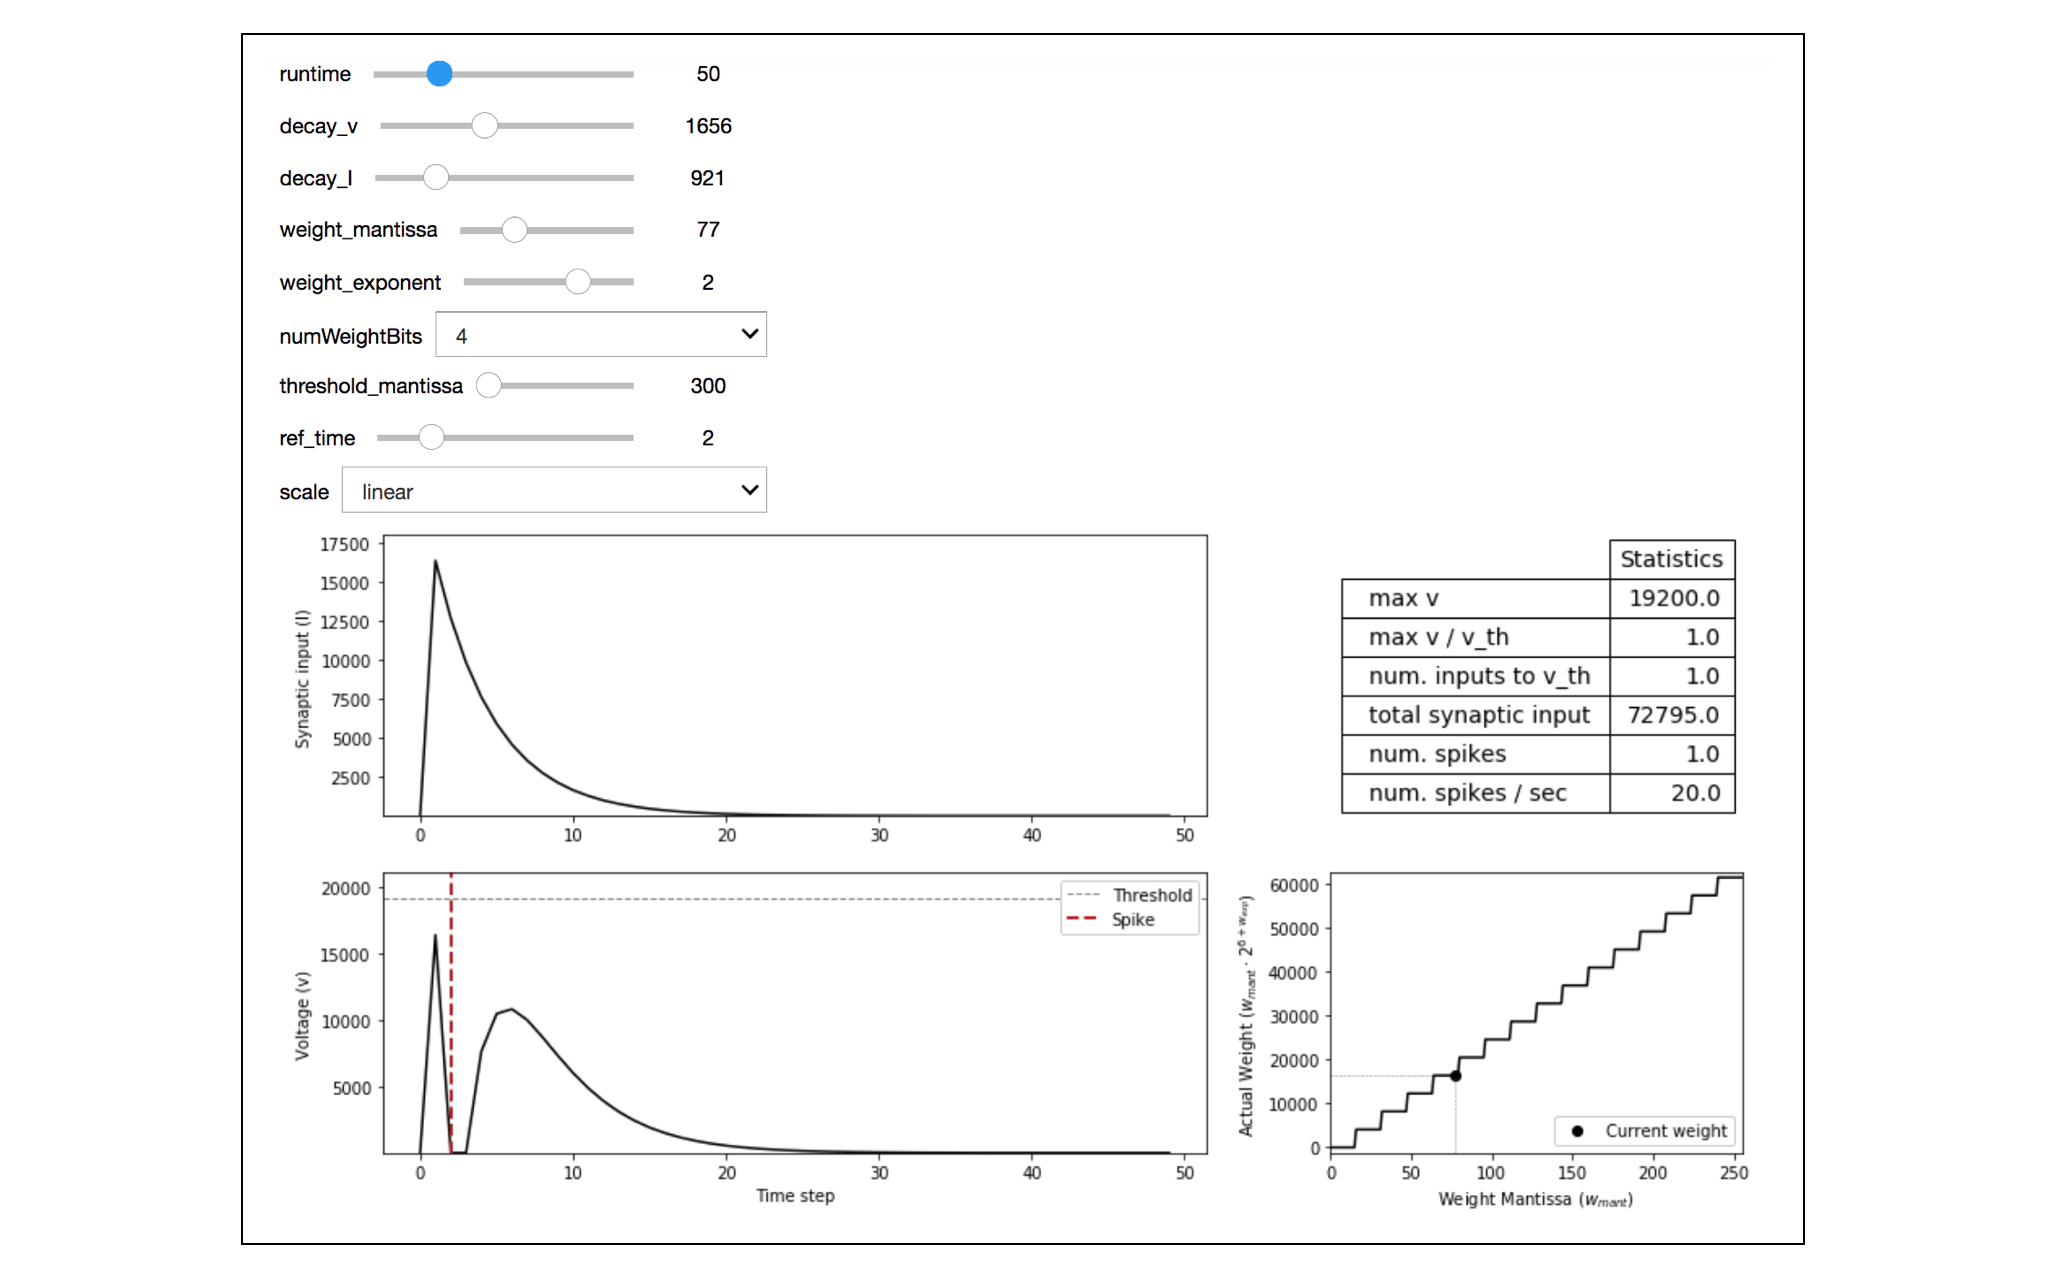 runtime 50
decay_v 1656
decay_I 921
weight_mantissa 77
weight_exponent 2
numWeightBits 4
threshold_mantissa 300
ref_time 2
scale linear
17500
15000
12500
10000
7500
5000
2500
Synaptic input (I)
0 10 20 30 40 50
Statistics
max v 19200.0
max v / v_th 1.0
num. inputs to v_th 1.0
total synaptic input 72795.0
num. spikes 1.0
num. spikes / sec 20.0
20000
15000
10000
5000
Voltage (v)
Threshold
Spike
0 10 20 30 40 50
Time step
60000
50000
40000
30000
20000
10000
0
Actual Weight (w_mant · 2^(6 + w_exp))
Current weight
0 50 100 150 200 250
Weight Mantissa (w_mant)